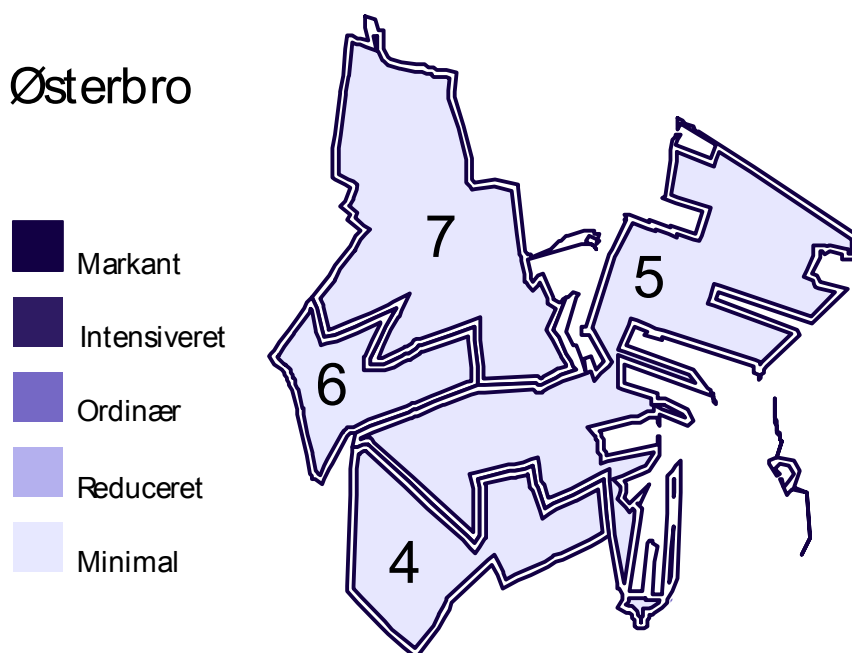 Østerbro
Markant
Intensiveret
Ordinær
Reduceret
Minimal
7
5
6
4